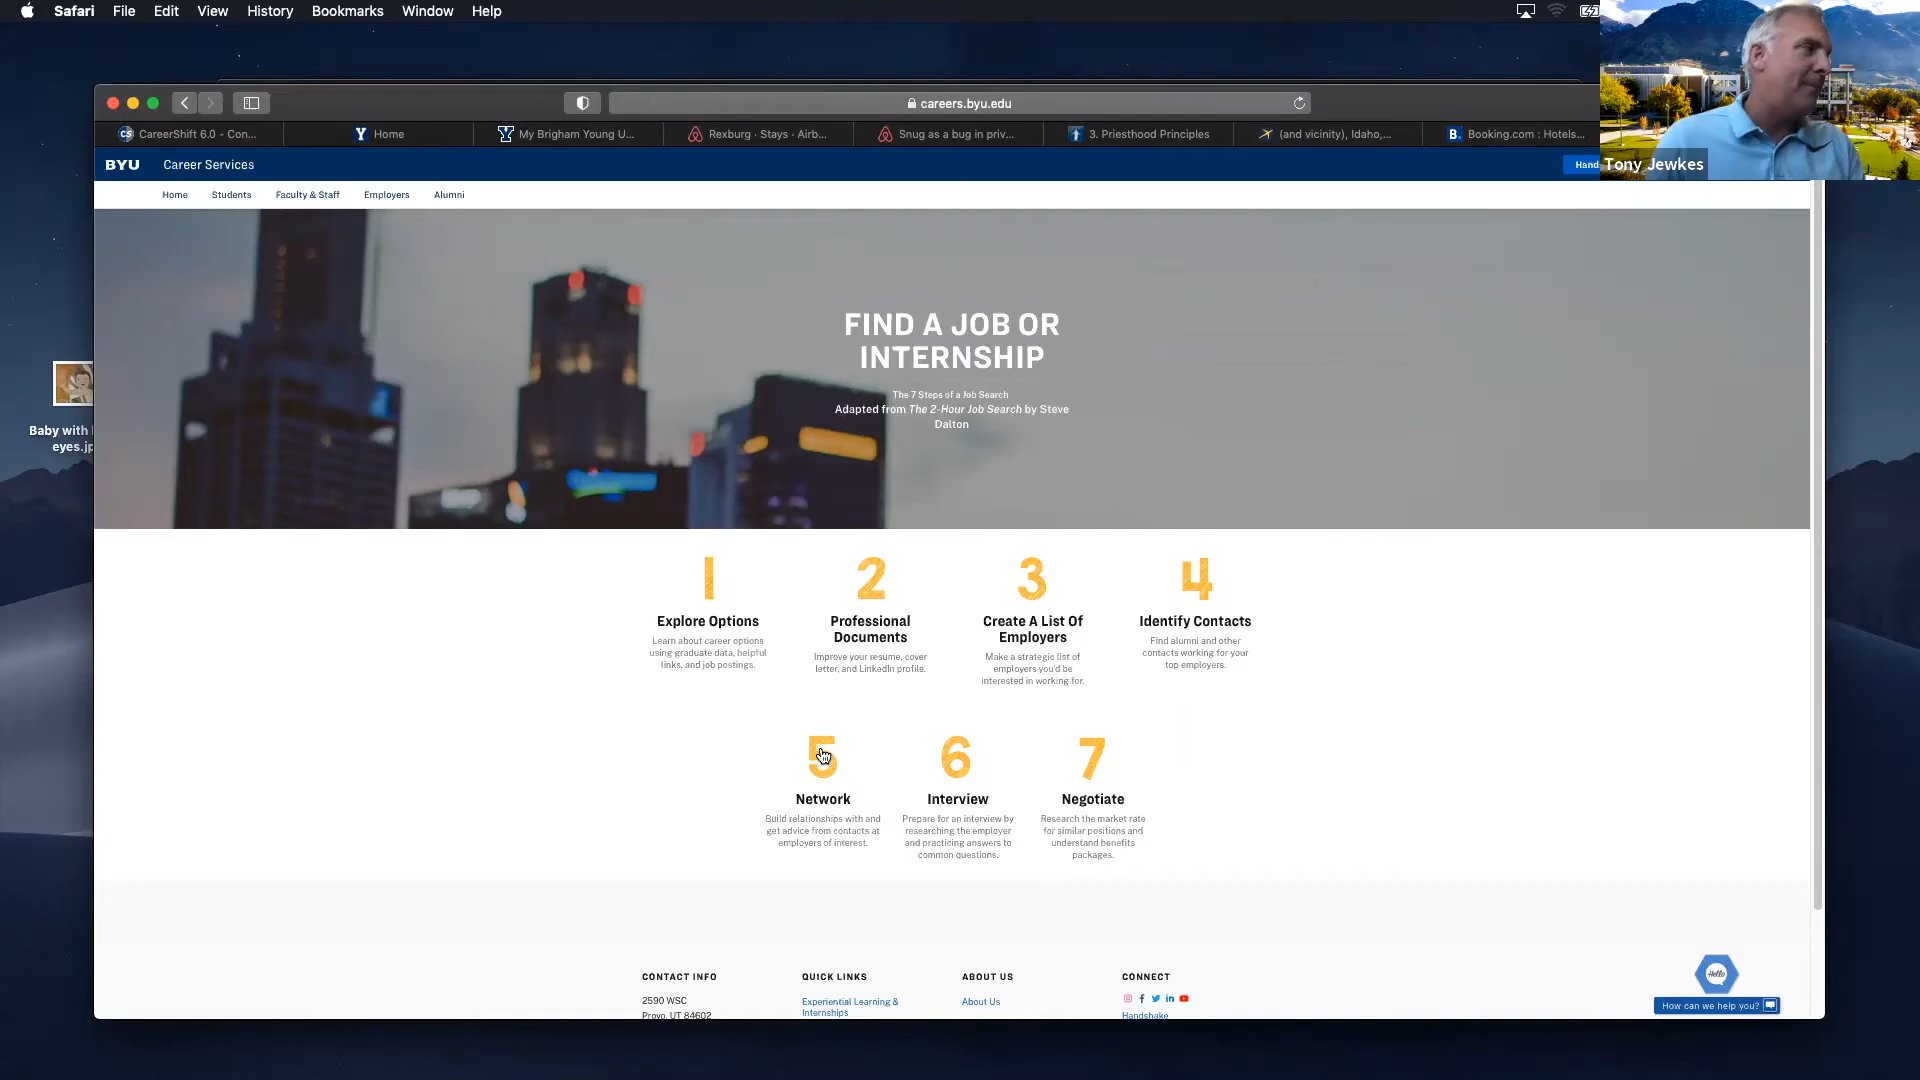 Safari File Edit View History Bookmarks Window Help
careers.byu.edu
CareerShift 6.0 - Con...
Home
My Brigham Young U...
Rexburg · Stays · Airb...
Snug as a bug in priv...
3. Priesthood Principles
(and vicinity), Idaho,...
Booking.com : Hotels...
BYU Career Services
Hand
Tony Jewkes
Home Students Faculty & Staff Employers Alumni
FIND A JOB OR
INTERNSHIP
The 7 Steps of a Job Search
Adapted from The 2-Hour Job Search by Steve
Dalton
Baby with
eyes.jp
1
Explore Options
Learn about career options
using graduate data, helpful
links, and job postings.
2
Professional
Documents
Improve your resume, cover
letter, and LinkedIn profile.
3
Create A List Of
Employers
Make a strategic list of
employers you'd be
interested in working for.
4
Identify Contacts
Find alumni and other
contacts working for your
top employers.
5
Network
Build relationships with and
get advice from contacts at
employers of interest.
6
Interview
Prepare for an interview by
researching the employer
and practicing answers to
common questions.
7
Negotiate
Research the market rate
for similar positions and
understand benefits
packages.
CONTACT INFO
2590 WSC
Provo, UT 84602
QUICK LINKS
Experiential Learning &
Internships
ABOUT US
About Us
CONNECT
Handshake
Hello
How can we help you?